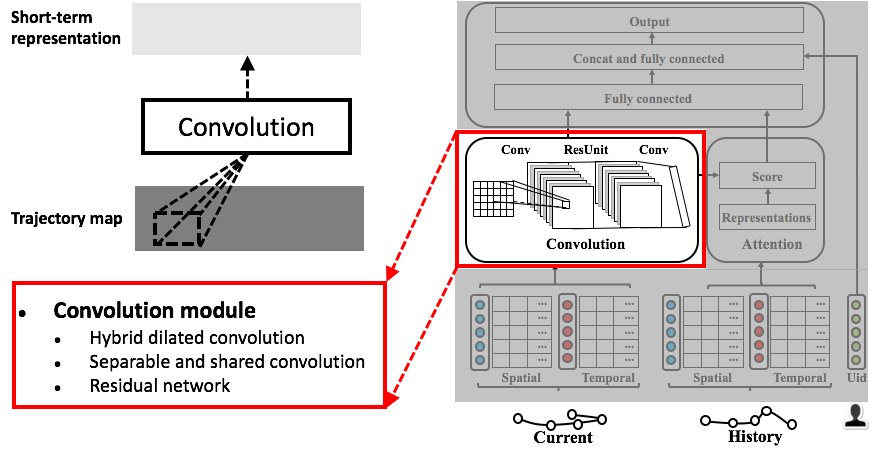 Short-term
representation
Convolution
Trajectory map
• Convolution module
• Hybrid dilated convolution
• Separable and shared convolution
• Residual network
Output
Concat and fully connected
Fully connected
Conv ResUnit Conv
Convolution
Score
Representations
Attention
... ... ... ...
... ... ... ...
... ... ... ...
... ... ... ...
... ... ... ...
Spatial Temporal Spatial Temporal Uid
Current History